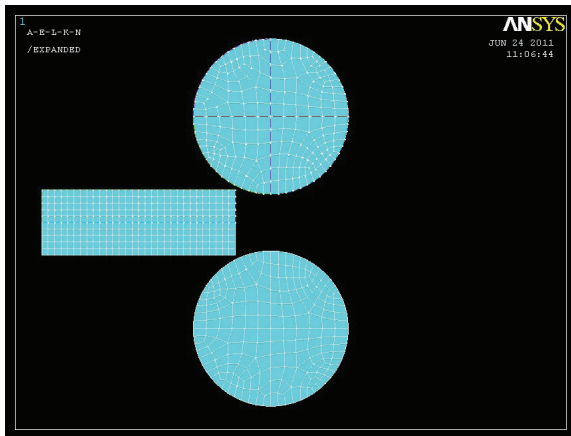 1
A-E-L-K-N
/EXPANDED
ANSYS
JUN 24 2011
11:06:44